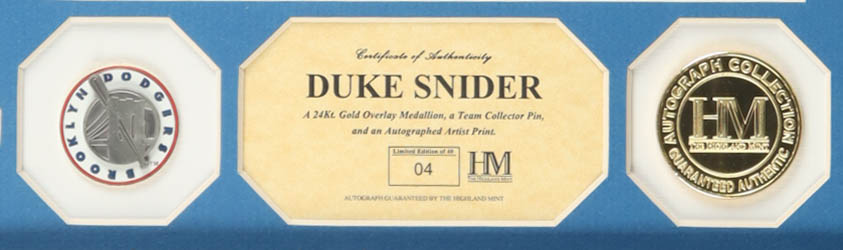 BROOKLYN DODGERS
Certificate of Authenticity
DUKE SNIDER
A 24Kt. Gold Overlay Medallion, a Team Collector Pin,
and an Autographed Artist Print.
Limited Edition of 49
04
HM
THE HIGHLAND MINT
AUTOGRAPH GUARANTEED BY THE HIGHLAND MINT
AUTOGRAPH COLLECTION
HM
THE HIGHLAND MINT
GUARANTEED AUTHENTIC